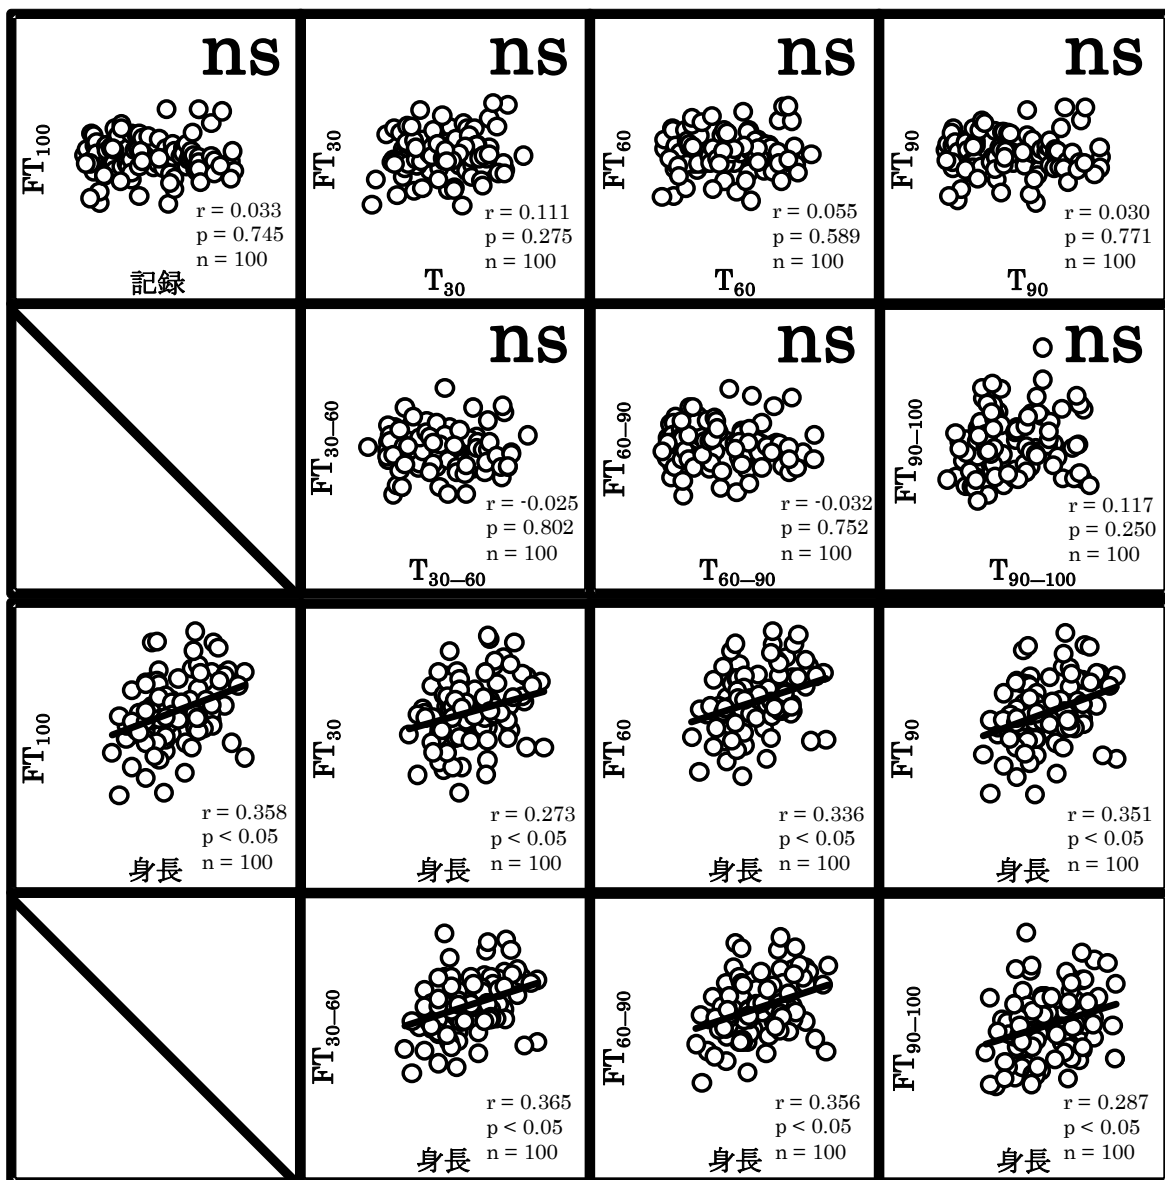 ns
FT100
r = 0.033
p = 0.745
n = 100
記録
ns
FT30
r = 0.111
p = 0.275
n = 100
T30
ns
FT60
r = 0.055
p = 0.589
n = 100
T60
ns
FT90
r = 0.030
p = 0.771
n = 100
T90
ns
FT30–60
r = -0.025
p = 0.802
n = 100
T30–60
ns
FT60–90
r = -0.032
p = 0.752
n = 100
T60–90
ns
FT90–100
r = 0.117
p = 0.250
n = 100
T90–100
FT100
r = 0.358
p < 0.05
n = 100
身長
FT30
r = 0.273
p < 0.05
n = 100
身長
FT60
r = 0.336
p < 0.05
n = 100
身長
FT90
r = 0.351
p < 0.05
n = 100
身長
FT30–60
r = 0.365
p < 0.05
n = 100
身長
FT60–90
r = 0.356
p < 0.05
n = 100
身長
FT90–100
r = 0.287
p < 0.05
n = 100
身長